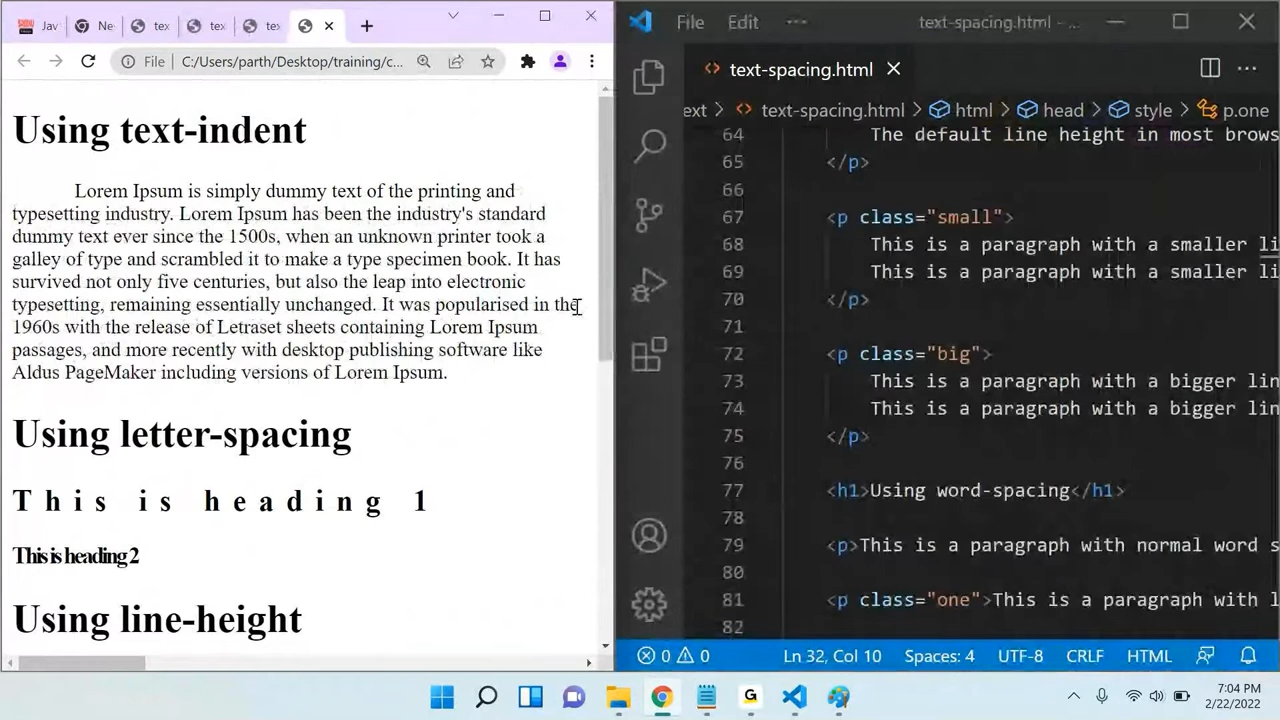 Jav
Ne
tex
tex
tes
File
C:/Users/parth/Desktop/training/c...
Using text-indent
Lorem Ipsum is simply dummy text of the printing and
typesetting industry. Lorem Ipsum has been the industry's standard
dummy text ever since the 1500s, when an unknown printer took a
galley of type and scrambled it to make a type specimen book. It has
survived not only five centuries, but also the leap into electronic
typesetting, remaining essentially unchanged. It was popularised in the
1960s with the release of Letraset sheets containing Lorem Ipsum
passages, and more recently with desktop publishing software like
Aldus PageMaker including versions of Lorem Ipsum.
Using letter-spacing
This is heading 1
This is heading 2
Using line-height
File Edit ... text-spacing.html - ...
text-spacing.html
ext > text-spacing.html > html > head > style > p.one
64 The default line height in most brows
65 </p>
66
67 <p class="small">
68 This is a paragraph with a smaller li
69 This is a paragraph with a smaller li
70 </p>
71
72 <p class="big">
73 This is a paragraph with a bigger lin
74 This is a paragraph with a bigger lin
75 </p>
76
77 <h1>Using word-spacing</h1>
78
79 <p>This is a paragraph with normal word s
80
81 <p class="one">This is a paragraph with l
82
0 0 Ln 32, Col 10 Spaces: 4 UTF-8 CRLF HTML
G
7:04 PM
2/22/2022